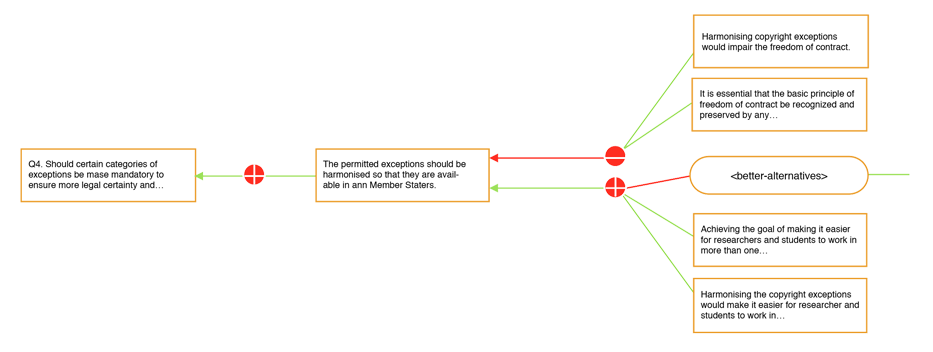 Harmonising copyright exceptions
would impair the freedom of contract.
It is essential that the basic principle of
freedom of contract be recognized and
preserved by any…
Q4. Should certain categories of
exceptions be mase mandatory to
ensure more legal certainty and…
The permitted exceptions should be
harmonised so that they are avail-
able in ann Member Staters.
<better-alternatives>
Achieving the goal of making it easier
for researchers and students to work in
more than one…
Harmonising the copyright exceptions
would make it easier for researcher and
students to work in…